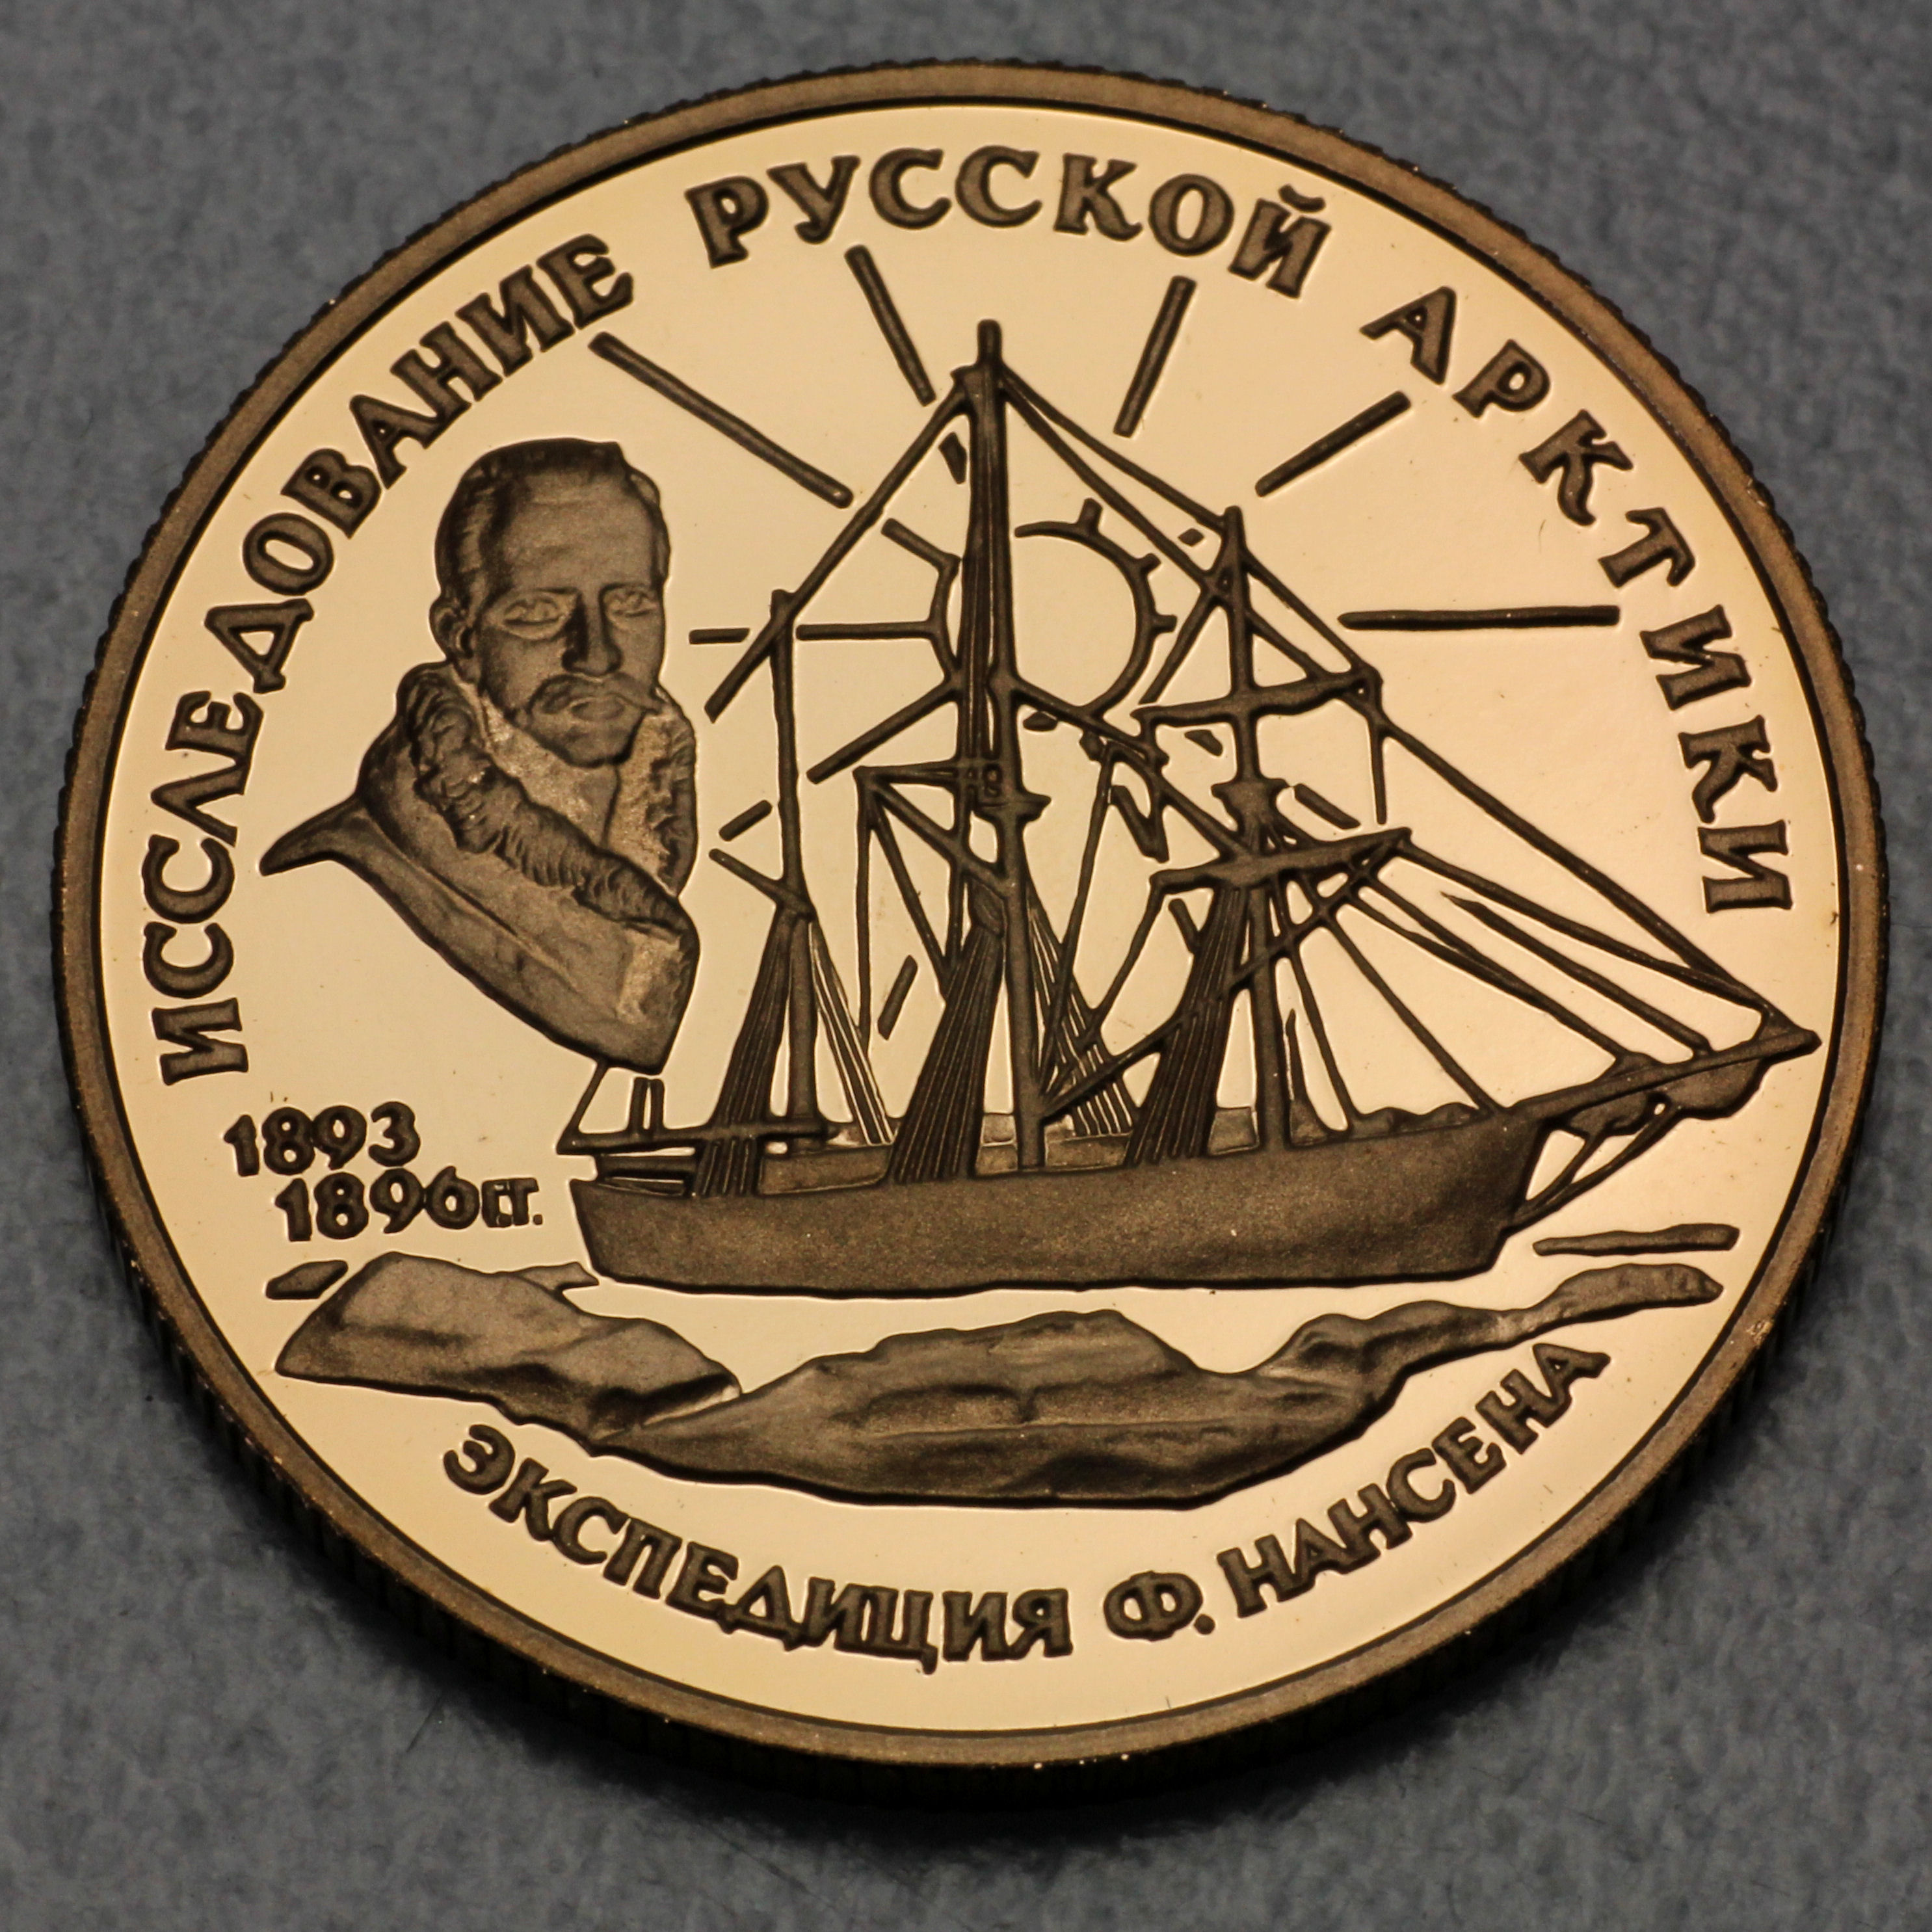 ИССЛЕДОВАНИЕ РУССКОЙ АРКТИКИ
1893
1896гг.
ЭКСПЕДИЦИЯ Ф. НАНСЕНА